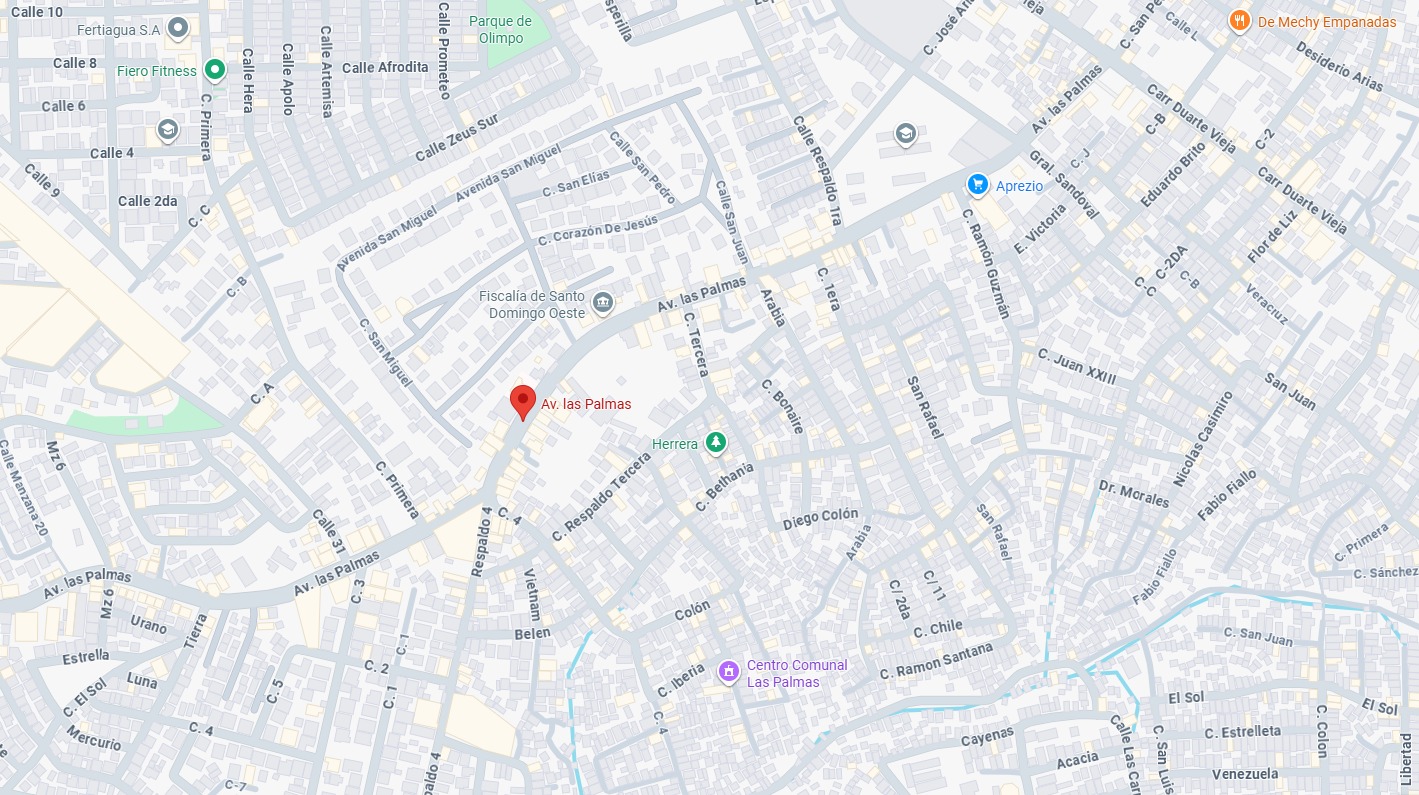 Calle 10
Fertiagua S.A
Calle 8
Fiero Fitness
Calle 6
Calle 4
Calle 9
Calle 2da
C. Primera
C. C
Calle Hera
Calle Apolo
Calle Artemisa
Calle Afrodita
Calle Prometeo
Parque de
Olimpo
Calle Zeus Sur
Avenida San Miguel
Avenida San Miguel
C. San Elías
Calle San Pedro
C. Corazón De Jesús
Calle San Juan
Calle Respaldo 1ra
De Mechy Empanadas
Calle L
Desiderio Arias
Av. las Palmas
Carr Duarte Vieja
C-B
C-2
C. J
Eduardo Brito
Gral. Sandoval
Carr Duarte Vieja
Aprezio
C. Ramón Guzmán
E. Victoria
Flor de Liz
C-2DA
C-B
C-C
Veracruz
C. B
C. San Miguel
Fiscalía de Santo
Domingo Oeste
Av. las Palmas
C. Tercera
Arabia
C. 1era
C. Juan XXIII
San Juan
San Rafael
C. Bonaire
C. A
Av. las Palmas
Herrera
C. Respaldo Tercera
C. Bethania
Nicolas Casimiro
Dr. Morales
Fabio Fiallo
Diego Colón
Arabia
San Rafael
Mz 6
Calle Manzana 20
C. Primera
Calle 31
C. 4
Respaldo 4
Vietnam
C. Primera
C. Sánchez
Fabio Fiallo
Av. las Palmas
Av. las Palmas
C. 3
Mz 6
Urano
Tierra
C. 1
Belen
Colón
C/ 2da
C/ 11
C. Chile
C. Ramon Santana
C. San Juan
Estrella
Luna
C. El Sol
C. 5
C. 2
C. 1
C. Iberia
Centro Comunal
Las Palmas
El Sol
El Sol
Mercurio
C. 4
C-7
C. 4
Cayenas
Acacia
C. San Luis
C. Estrelleta
C. Colon
Libertad
Venezuela